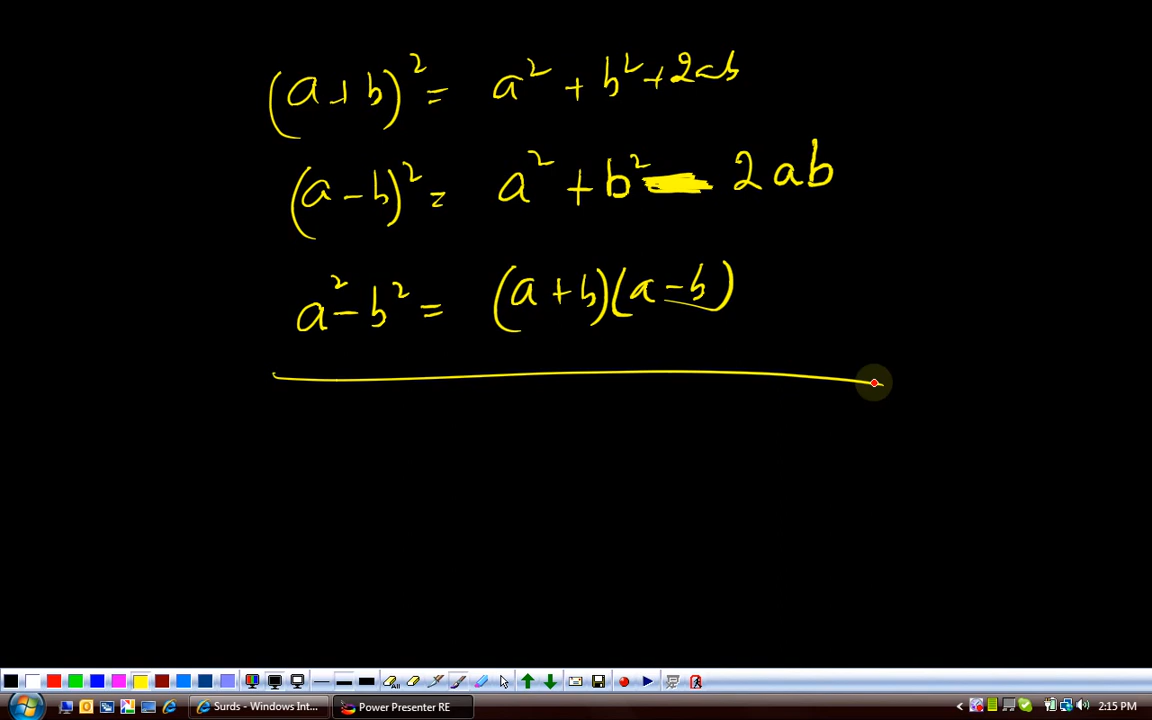 (a+b)² = a² + b² + 2ab
(a-b)² = a² + b² - 2ab
a² - b² = (a+b)(a-b)
Surds - Windows Int...
Power Presenter RE
2:15 PM